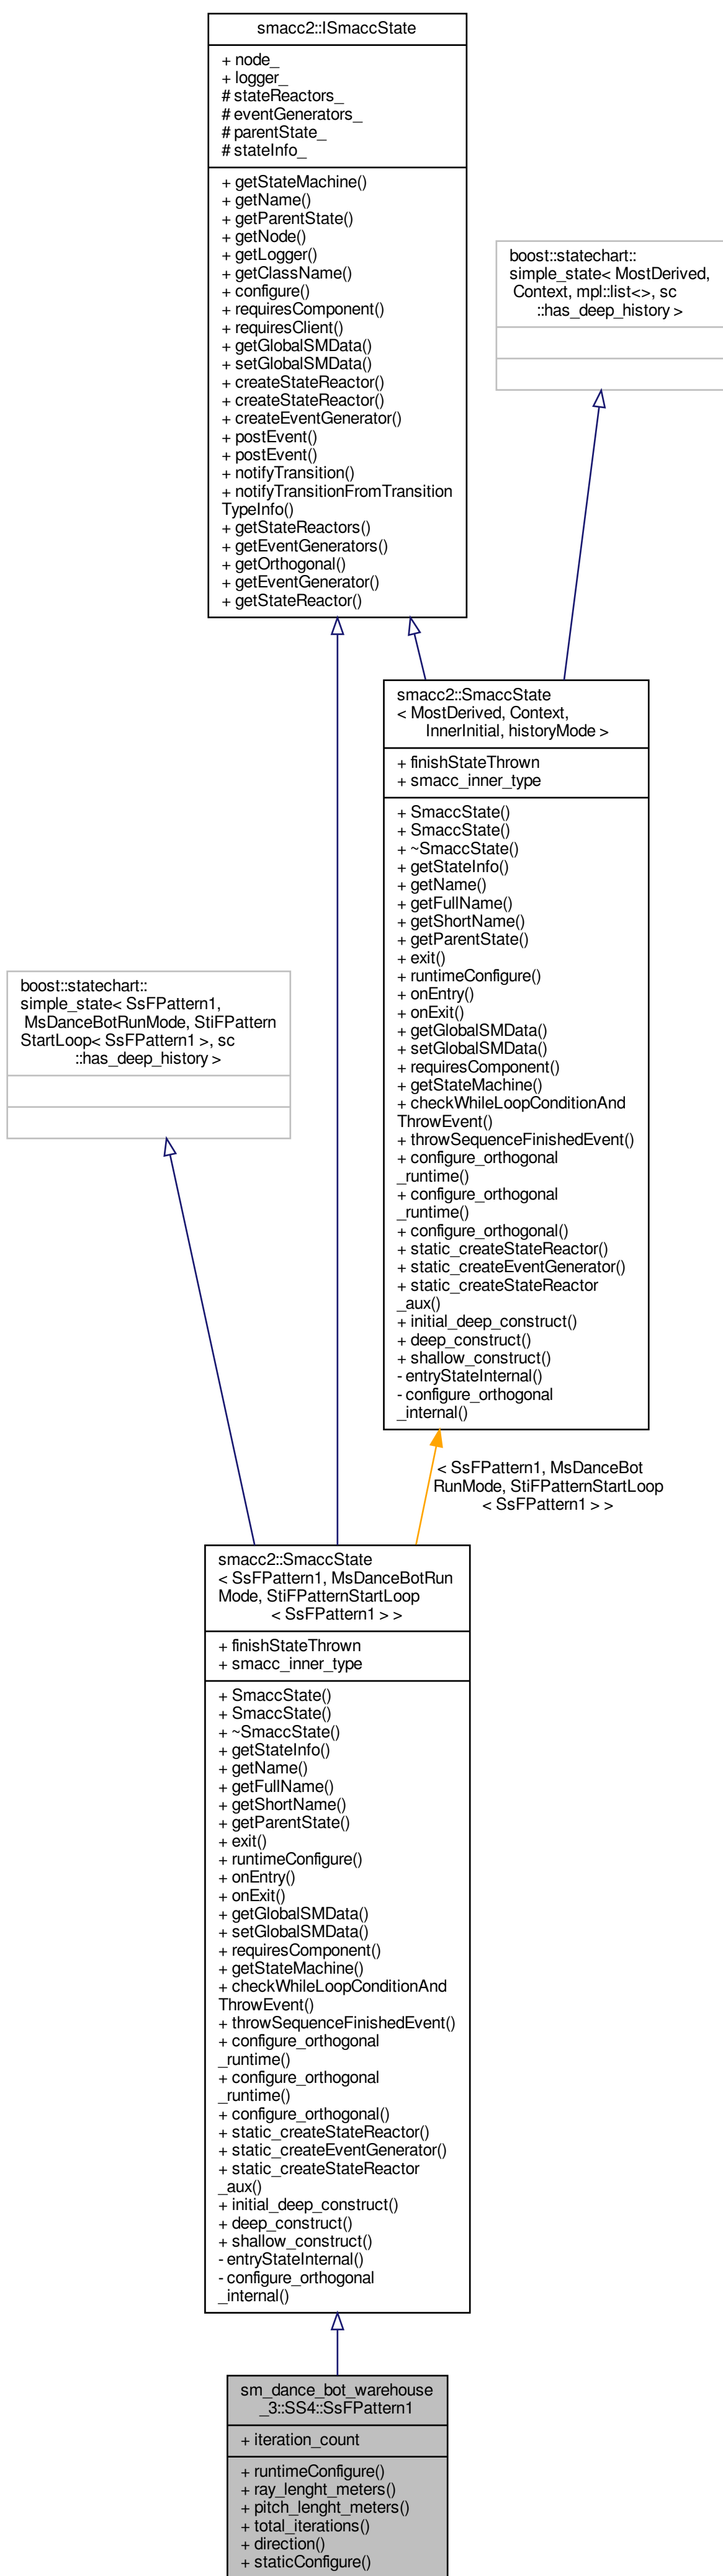 smacc2::ISmaccState
+ node_
+ logger_
# stateReactors_
# eventGenerators_
# parentState_
# stateInfo_
+ getStateMachine()
+ getName()
+ getParentState()
+ getNode()
+ getLogger()
+ getClassName()
+ configure()
+ requiresComponent()
+ requiresClient()
+ getGlobalSMData()
+ setGlobalSMData()
+ createStateReactor()
+ createStateReactor()
+ createEventGenerator()
+ postEvent()
+ postEvent()
+ notifyTransition()
+ notifyTransitionFromTransition
TypeInfo()
+ getStateReactors()
+ getEventGenerators()
+ getOrthogonal()
+ getEventGenerator()
+ getStateReactor()
boost::statechart::
simple_state< MostDerived,
Context, mpl::list<>, sc
::has_deep_history >
smacc2::SmaccState
< MostDerived, Context,
InnerInitial, historyMode >
+ finishStateThrown
+ smacc_inner_type
+ SmaccState()
+ SmaccState()
+ ~SmaccState()
+ getStateInfo()
+ getName()
+ getFullName()
+ getShortName()
+ getParentState()
+ exit()
+ runtimeConfigure()
+ onEntry()
+ onExit()
+ getGlobalSMData()
+ setGlobalSMData()
+ requiresComponent()
+ getStateMachine()
+ checkWhileLoopConditionAnd
ThrowEvent()
+ throwSequenceFinishedEvent()
+ configure_orthogonal
_runtime()
+ configure_orthogonal
_runtime()
+ configure_orthogonal()
+ static_createStateReactor()
+ static_createEventGenerator()
+ static_createStateReactor
_aux()
+ initial_deep_construct()
+ deep_construct()
+ shallow_construct()
- entryStateInternal()
- configure_orthogonal
_internal()
boost::statechart::
simple_state< SsFPattern1,
MsDanceBotRunMode, StiFPattern
StartLoop< SsFPattern1 >, sc
::has_deep_history >
< SsFPattern1, MsDanceBot
RunMode, StiFPatternStartLoop
< SsFPattern1 > >
smacc2::SmaccState
< SsFPattern1, MsDanceBotRun
Mode, StiFPatternStartLoop
< SsFPattern1 > >
+ finishStateThrown
+ smacc_inner_type
+ SmaccState()
+ SmaccState()
+ ~SmaccState()
+ getStateInfo()
+ getName()
+ getFullName()
+ getShortName()
+ getParentState()
+ exit()
+ runtimeConfigure()
+ onEntry()
+ onExit()
+ getGlobalSMData()
+ setGlobalSMData()
+ requiresComponent()
+ getStateMachine()
+ checkWhileLoopConditionAnd
ThrowEvent()
+ throwSequenceFinishedEvent()
+ configure_orthogonal
_runtime()
+ configure_orthogonal
_runtime()
+ configure_orthogonal()
+ static_createStateReactor()
+ static_createEventGenerator()
+ static_createStateReactor
_aux()
+ initial_deep_construct()
+ deep_construct()
+ shallow_construct()
- entryStateInternal()
- configure_orthogonal
_internal()
sm_dance_bot_warehouse
_3::SS4::SsFPattern1
+ iteration_count
+ runtimeConfigure()
+ ray_lenght_meters()
+ pitch_lenght_meters()
+ total_iterations()
+ direction()
+ staticConfigure()